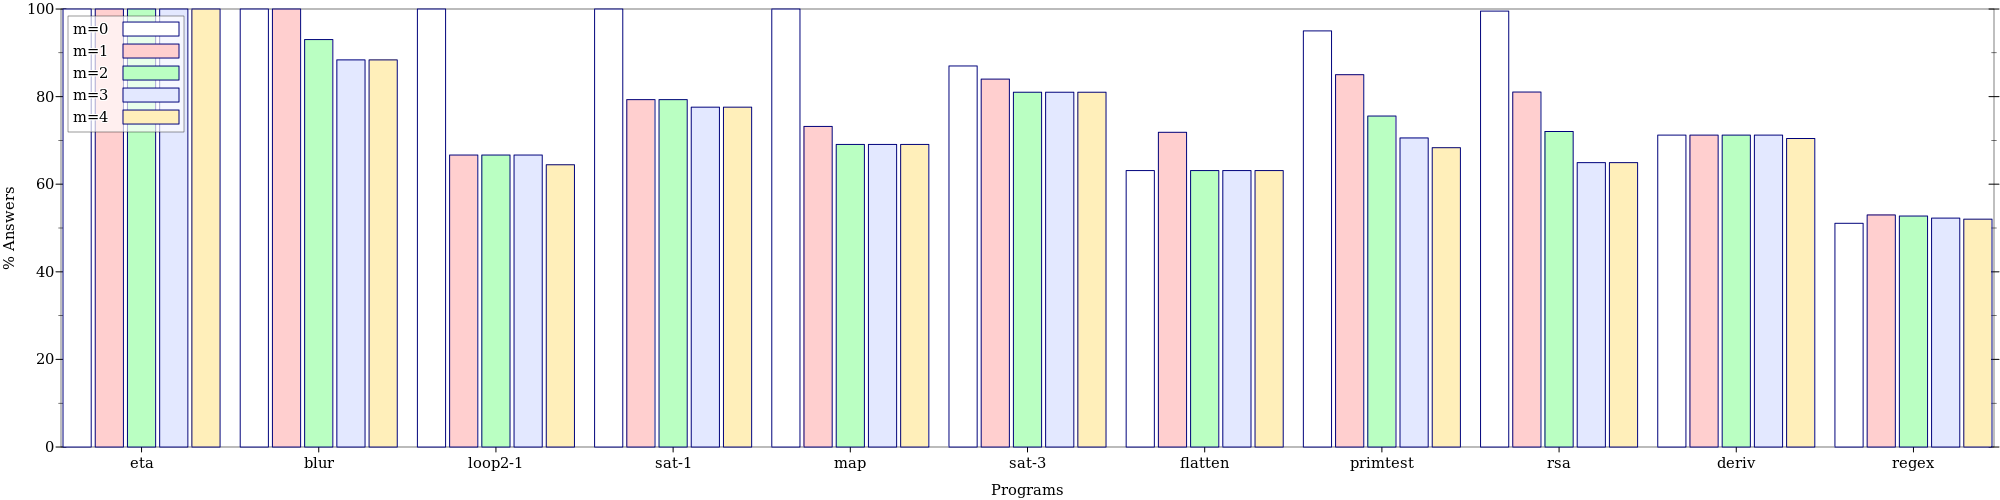 100
80
60
40
20
0
% Answers
m=0
m=1
m=2
m=3
m=4
eta blur loop2-1 sat-1 map sat-3 flatten primtest rsa deriv regex
Programs